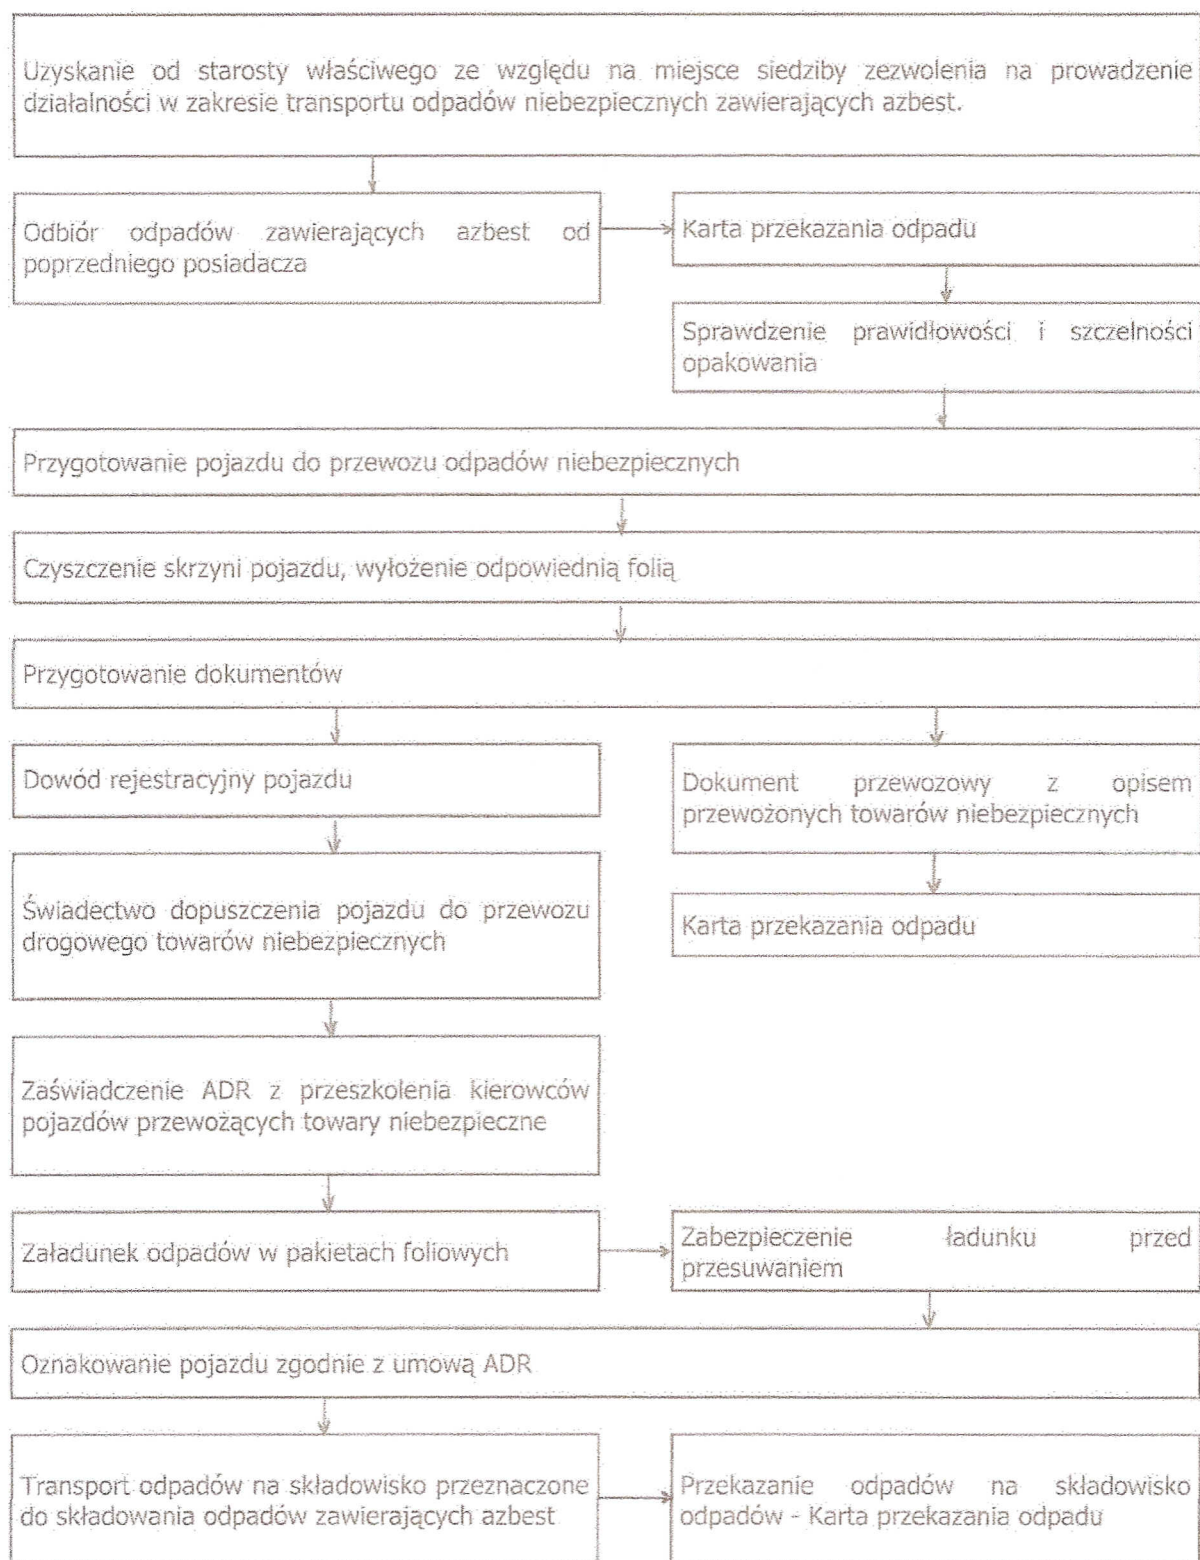 Uzyskanie od starosty właściwego ze względu na miejsce siedziby zezwolenia na prowadzenie
działalności w zakresie transportu odpadów niebezpiecznych zawierających azbest.
Odbiór odpadów zawierających azbest od
poprzedniego posiadacza
Karta przekazania odpadu
Sprawdzenie prawidłowości i szczelności
opakowania
Przygotowanie pojazdu do przewozu odpadów niebezpiecznych
Czyszczenie skrzyni pojazdu, wyłożenie odpowiednią folią
Przygotowanie dokumentów
Dowód rejestracyjny pojazdu
Dokument przewozowy z opisem
przewożonych towarów niebezpiecznych
Świadectwo dopuszczenia pojazdu do przewozu
drogowego towarów niebezpiecznych
Karta przekazania odpadu
Zaświadczenie ADR z przeszkolenia kierowców
pojazdów przewożących towary niebezpieczne
Załadunek odpadów w pakietach foliowych
Zabezpieczenie ładunku przed
przesuwaniem
Oznakowanie pojazdu zgodnie z umową ADR
Transport odpadów na składowisko przeznaczone
do składowania odpadów zawierających azbest
Przekazanie odpadów na składowisko
odpadów - Karta przekazania odpadu